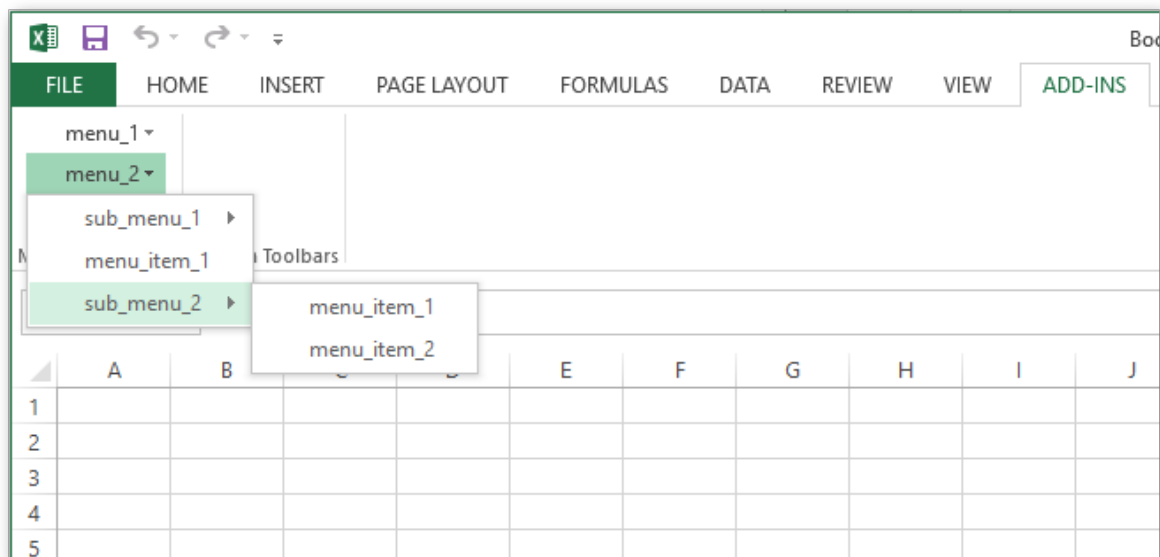 Boo
FILE HOME INSERT PAGE LAYOUT FORMULAS DATA REVIEW VIEW ADD-INS
menu_1
menu_2
sub_menu_1
menu_item_1
Toolbars
sub_menu_2
menu_item_1
menu_item_2
A B E F G H I J
1
2
3
4
5